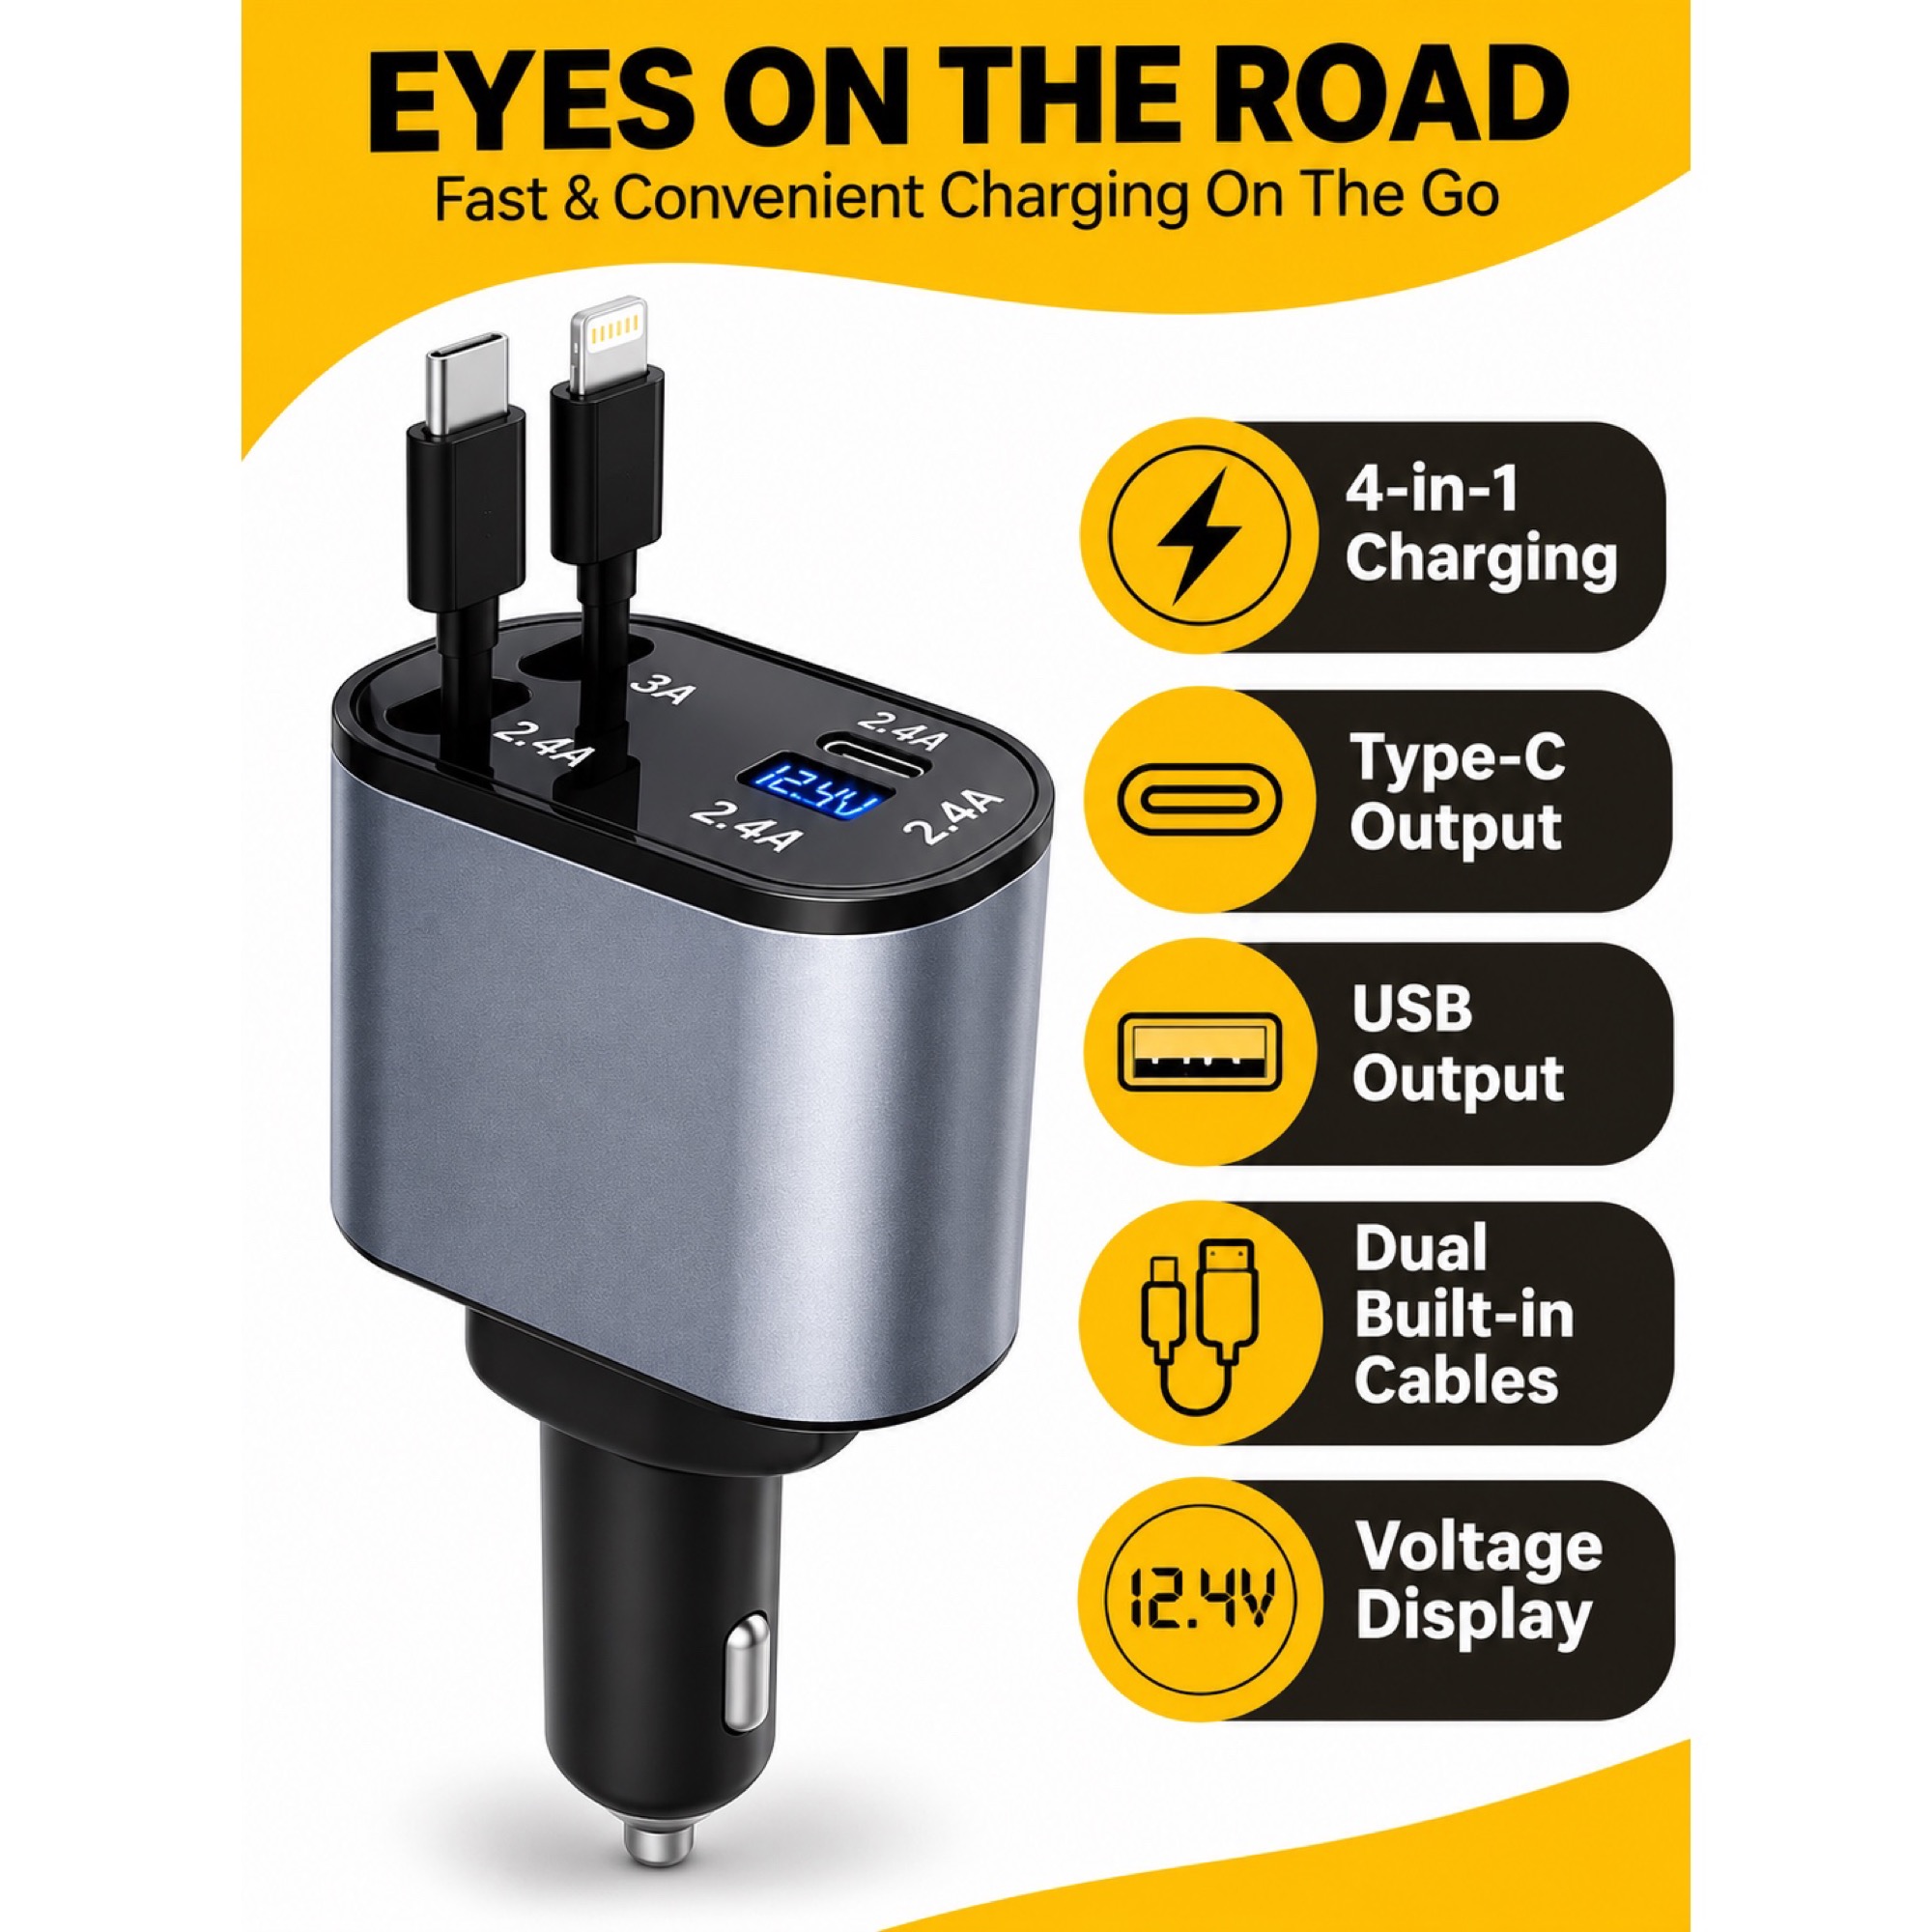 EYES ON THE ROAD
Fast & Convenient Charging On The Go
4-in-1
Charging
3A
2.4A
2.4A
12.4V
2.4A
2.4A
Type-C
Output
USB
Output
Dual
Built-in
Cables
12.4V
Voltage
Display